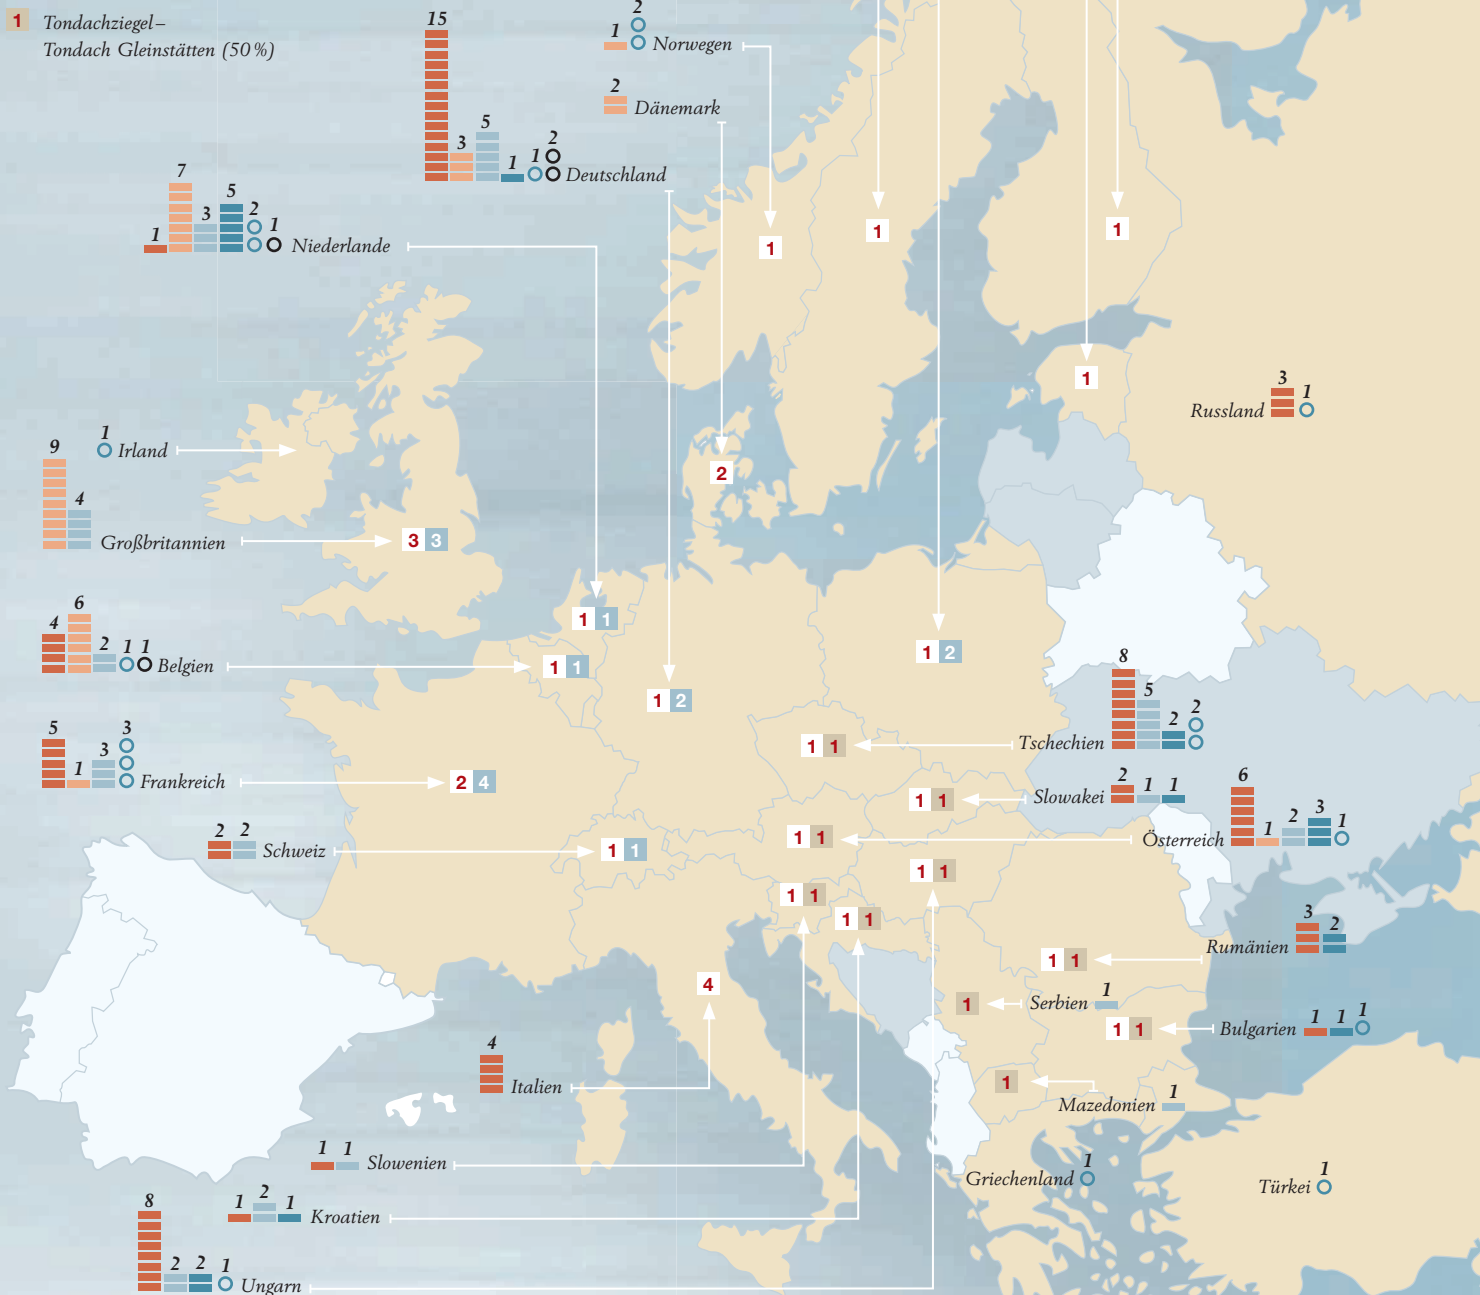 1 Tondachziegel–
Tondach Gleinstätten (50 %)
15 3 5 1 1 2 Deutschland
1 2 Norwegen
2 Dänemark
1 7 3 5 2 1 Niederlande
1
1
1
1
3 1 Russland
1 Irland
9 4 Großbritannien
2
3 3
4 6 2 1 1 Belgien
1 1
1 1
1 2
1 2
8 5 2 2 Tschechien
5 1 3 3 Frankreich
2 4
1 1
2 1 1 Slowakei
1 1
6 1 2 3 1 Österreich
1 1
2 2 Schweiz
1 1
1 1
1 1
1 1
3 2 Rumänien
1 1
4
1
1 Serbien
1 1
1 1 1 Bulgarien
4 Italien
1
1 Mazedonien
1 1 Slowenien
1 Griechenland
1 Türkei
1 2 1 Kroatien
8 2 2 1 Ungarn